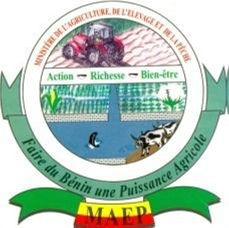 MINISTÈRE DE L'AGRICULTURE, DE L'ELEVAGE ET DE LA PÊCHE
Action → Richesse → Bien-être
Faire du Bénin une Puissance Agricole
MAEP